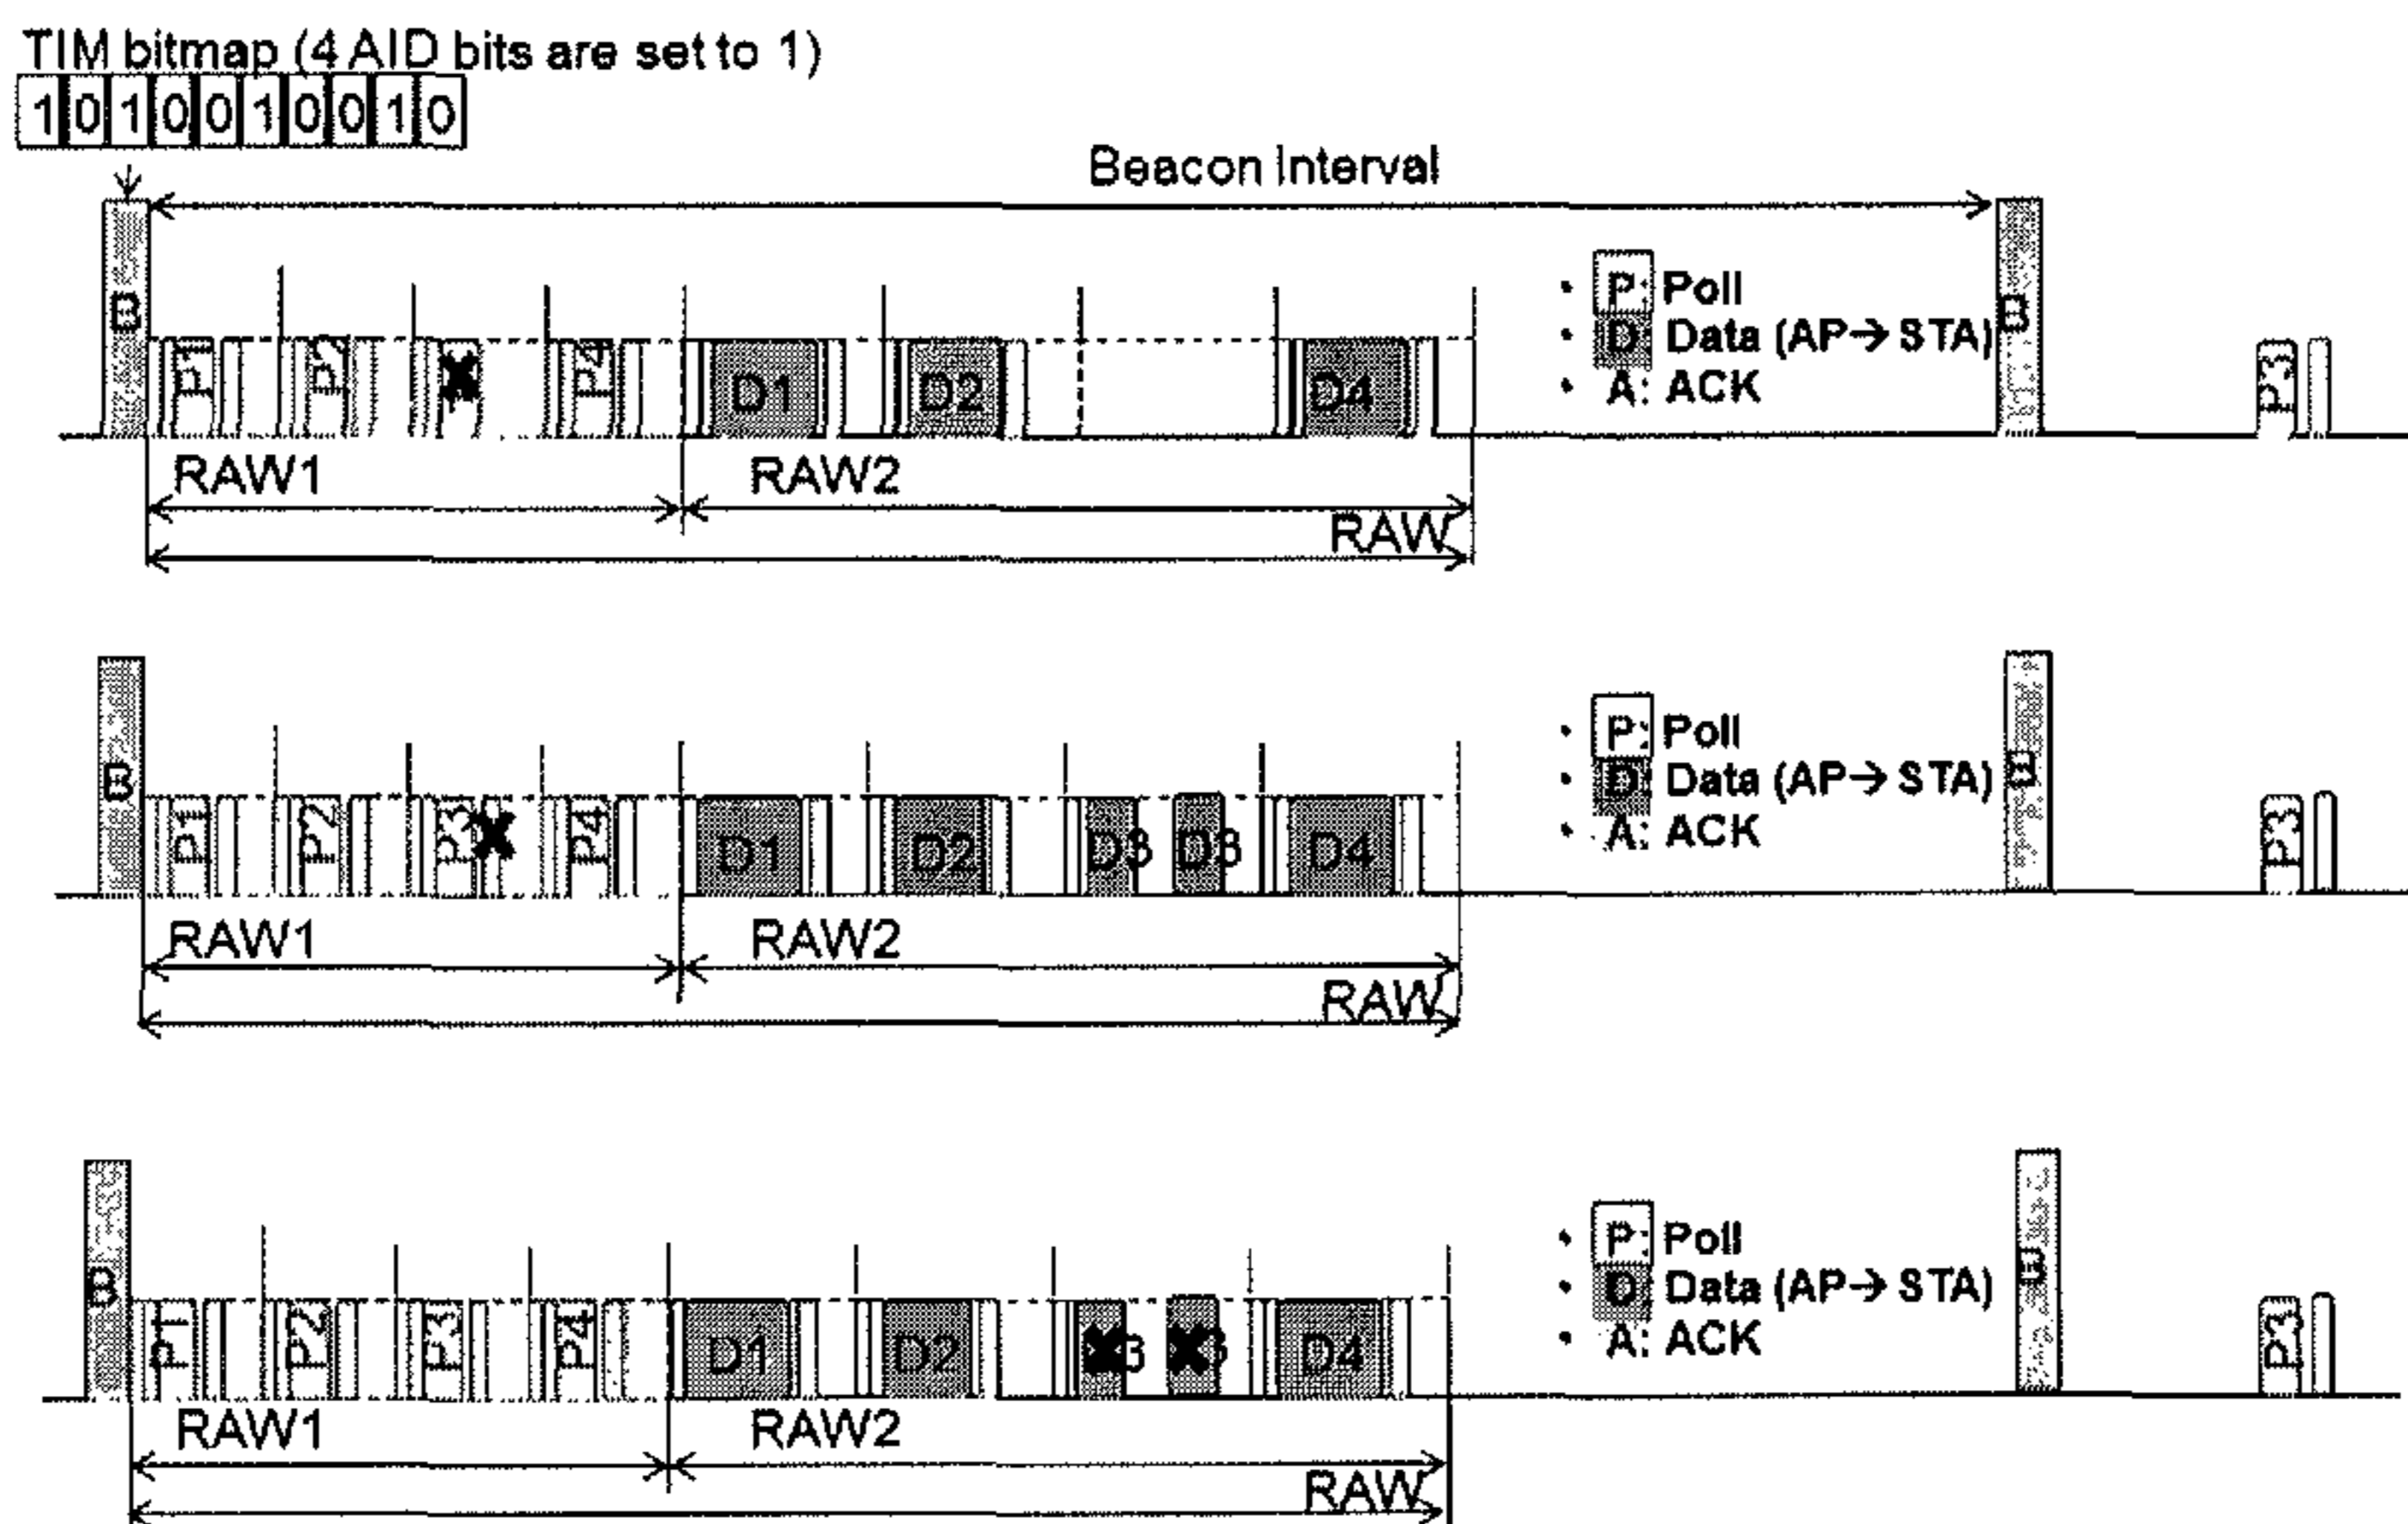 TIM bitmap (4 AID bits are set to 1)
1 0 1 0 0 1 0 0 1 0
Beacon Interval
B P1 P2 P4 D1 D2 D4 B P3
• P: Poll
• D: Data (AP→STA)
• A: ACK
RAW1 RAW2
RAW
B P1 P2 P3 P4 D1 D2 D3 D3 D4 B P3
• P: Poll
• D: Data (AP→STA)
• A: ACK
RAW1 RAW2
RAW
B P1 P2 P3 P4 D1 D2 3 3 D4 B P3
• P: Poll
• D: Data (AP→STA)
• A: ACK
RAW1 RAW2
RAW